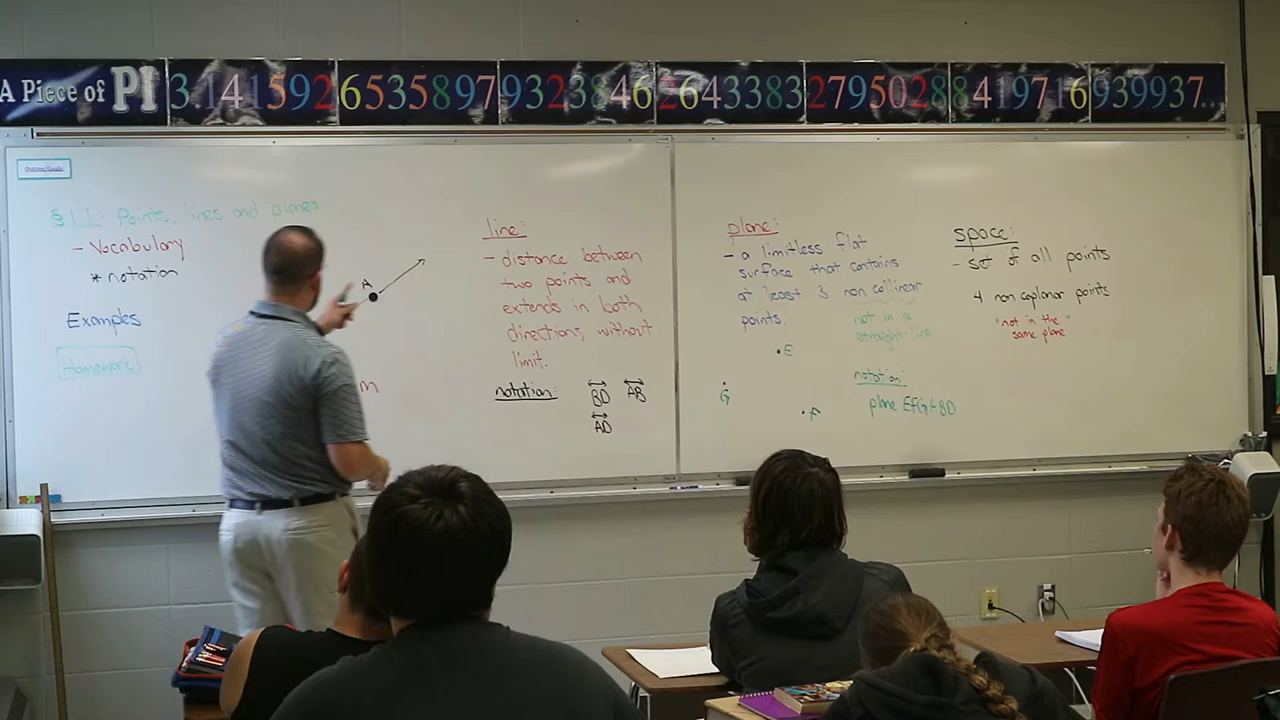 A Piece of PI 3.14159265358979323846264338327950288419716939937...
Outline/Goals:
§ 1.1: Points, lines and planes
- Vocabulary
* notation
Examples
Homework
A
m
line:
- distance between
two points and
extends in both
directions, without
limit.
notation: BD AB
AD
plane:
- a limitless flat
surface that contains
at least 3 non collinear
points.
not in a
straight line
E
G
F
notation:
plane EFG
space:
- set of all points
4 non coplanar points
"not in the
same plane"